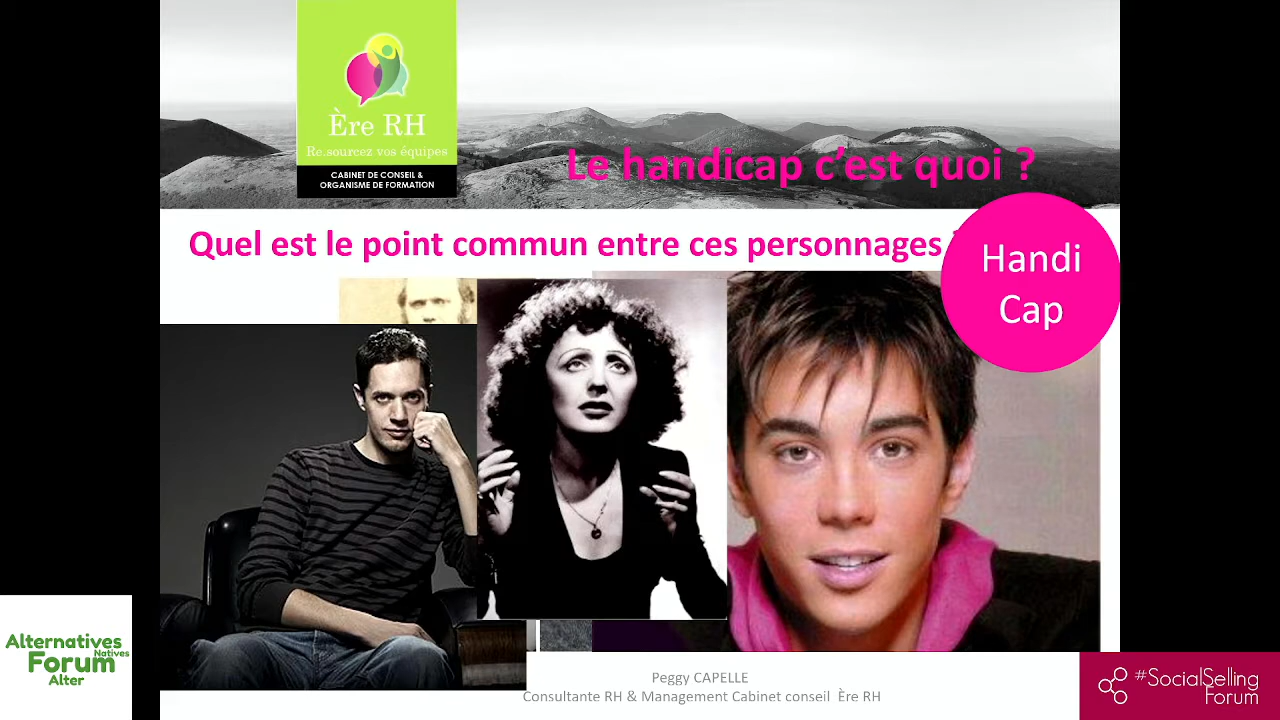 Ère RH
Re.sourcez vos équipes
CABINET DE CONSEIL &
ORGANISME DE FORMATION
Le handicap c'est quoi ?
Quel est le point commun entre ces personnages ?
Handi
Cap
Alternatives
Natives
Forum
Alter
Peggy CAPELLE
Consultante RH & Management Cabinet conseil Ère RH
#SocialSelling
Forum